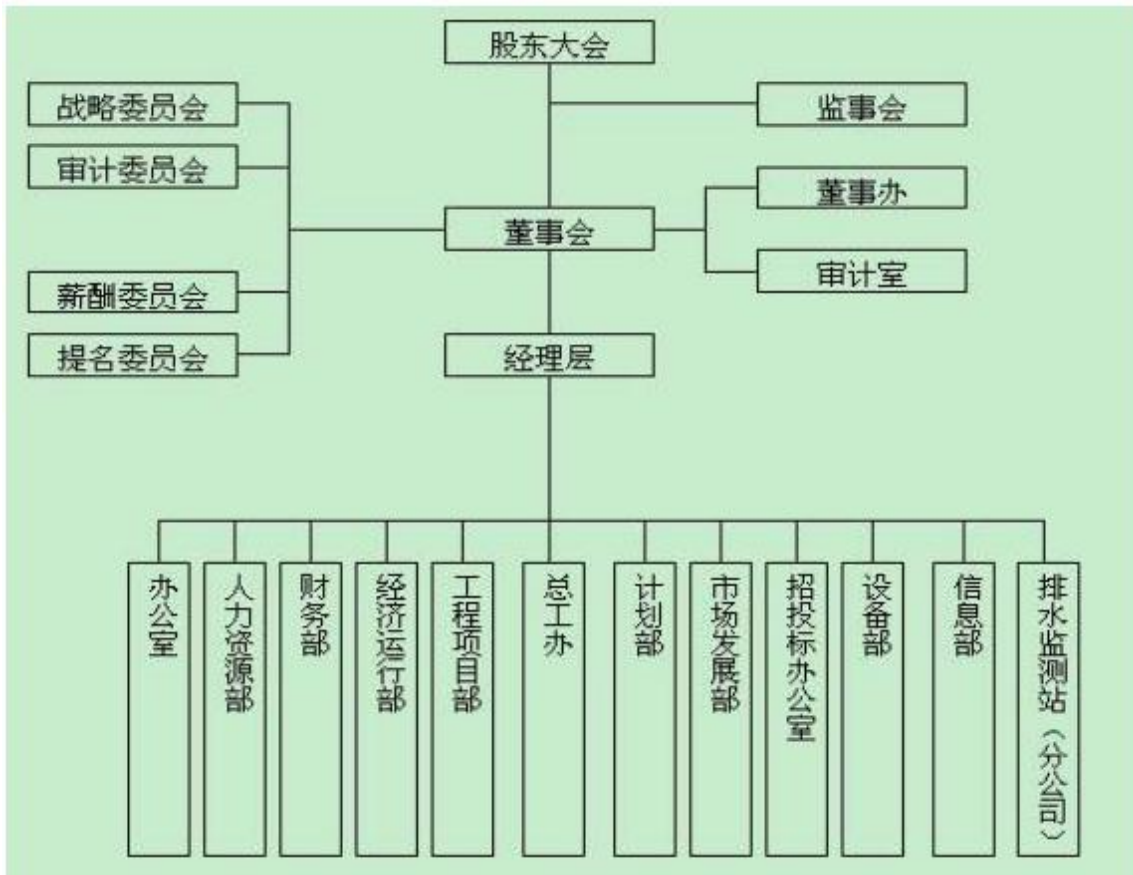 股东大会
战略委员会
监事会
审计委员会
董事办
董事会
审计室
薪酬委员会
提名委员会
经理层
办公室
人力资源部
财务部
经济运行部
工程项目部
总工办
计划部
市场发展部
招投标办公室
设备部
信息部
排水监测站（分公司）